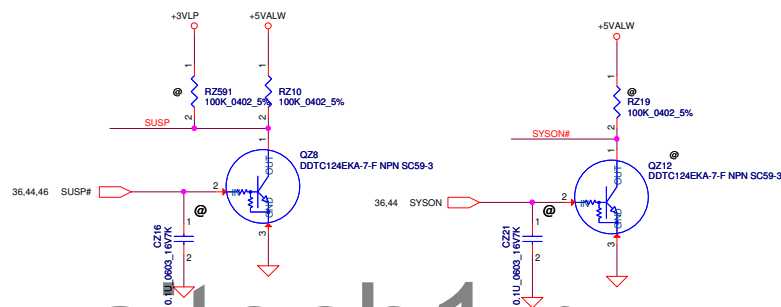 +3VLP
+5VALW
1
1
@
RZ591
100K_0402_5%
RZ10
100K_0402_5%
2
2
SUSP
1
QZ8
DDTC124EKA-7-F NPN SC59-3
OUT
IN
GND
2
3
36,44,46 SUSP#
@
CZ16
0.1U_0603_16V7K
1
2
+5VALW
1
@
RZ19
100K_0402_5%
2
SYSON#
1
@
QZ12
DDTC124EKA-7-F NPN SC59-3
OUT
IN
GND
2
3
36,44 SYSON
@
CZ21
0.1U_0603_16V7K
1
2